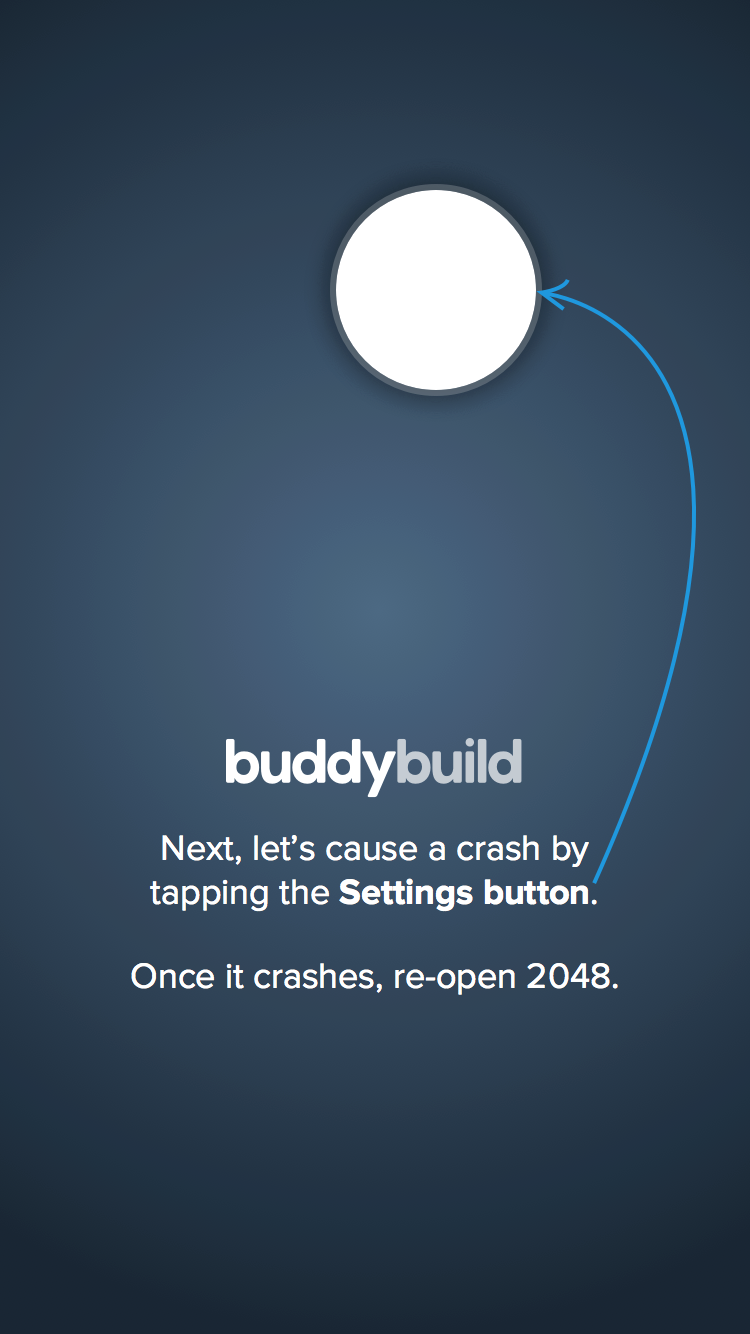 buddybuild
Next, let’s cause a crash by
tapping the Settings button.
Once it crashes, re-open 2048.